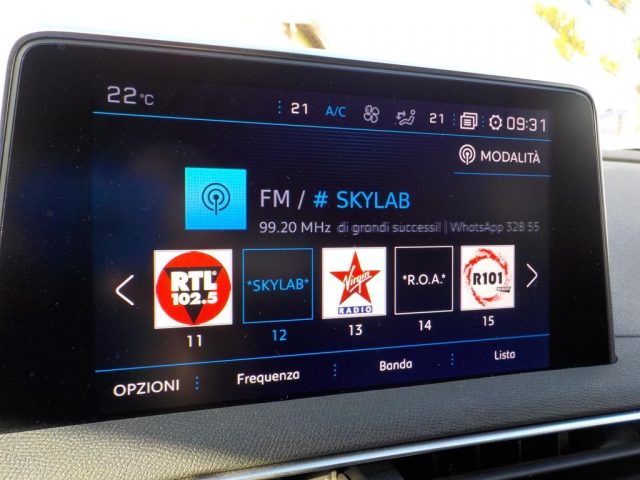 22°C 21 A/C 21 09:31
MODALITÀ
FM / # SKYLAB
99.20 MHz di grandi successi! | WhatsApp 328 55
RTL 102.5
*SKYLAB*
Virgin RADIO
*R.O.A.*
R101
11 12 13 14 15
OPZIONI Frequenza Banda Lista